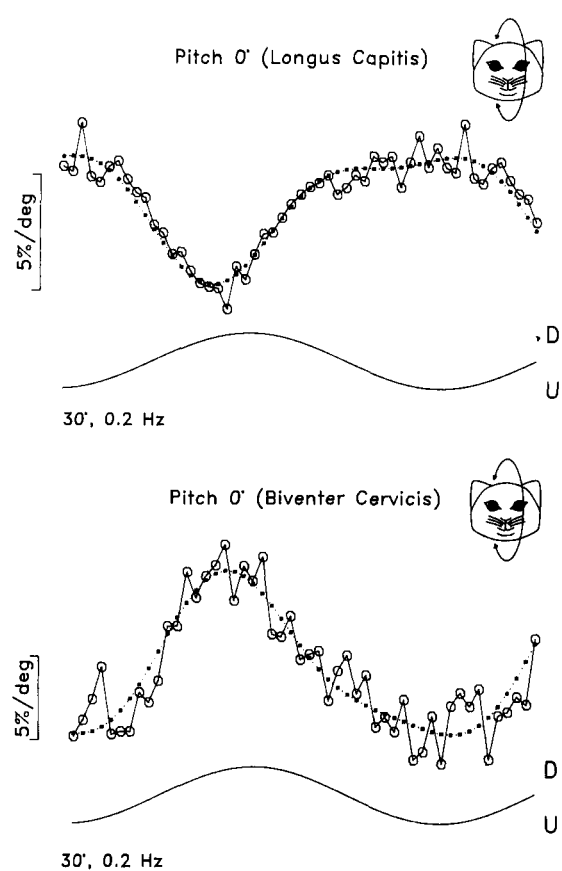 Pitch 0° (Longus Capitis)
5%/deg
D
U
30°, 0.2 Hz
Pitch 0° (Biventer Cervicis)
5%/deg
D
U
30°, 0.2 Hz